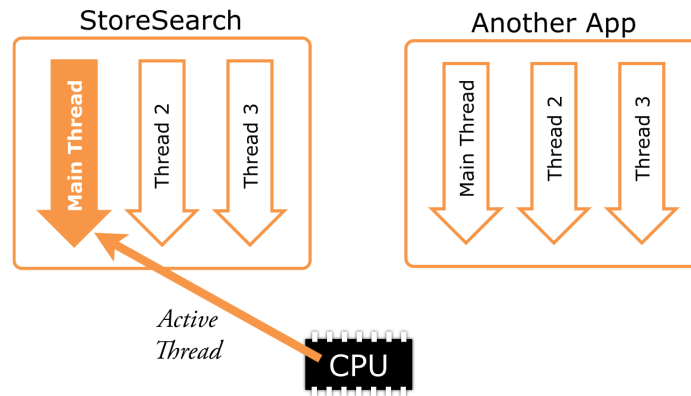 StoreSearch
Another App
Main Thread
Thread 2
Thread 3
Main Thread
Thread 2
Thread 3
Active
Thread
CPU